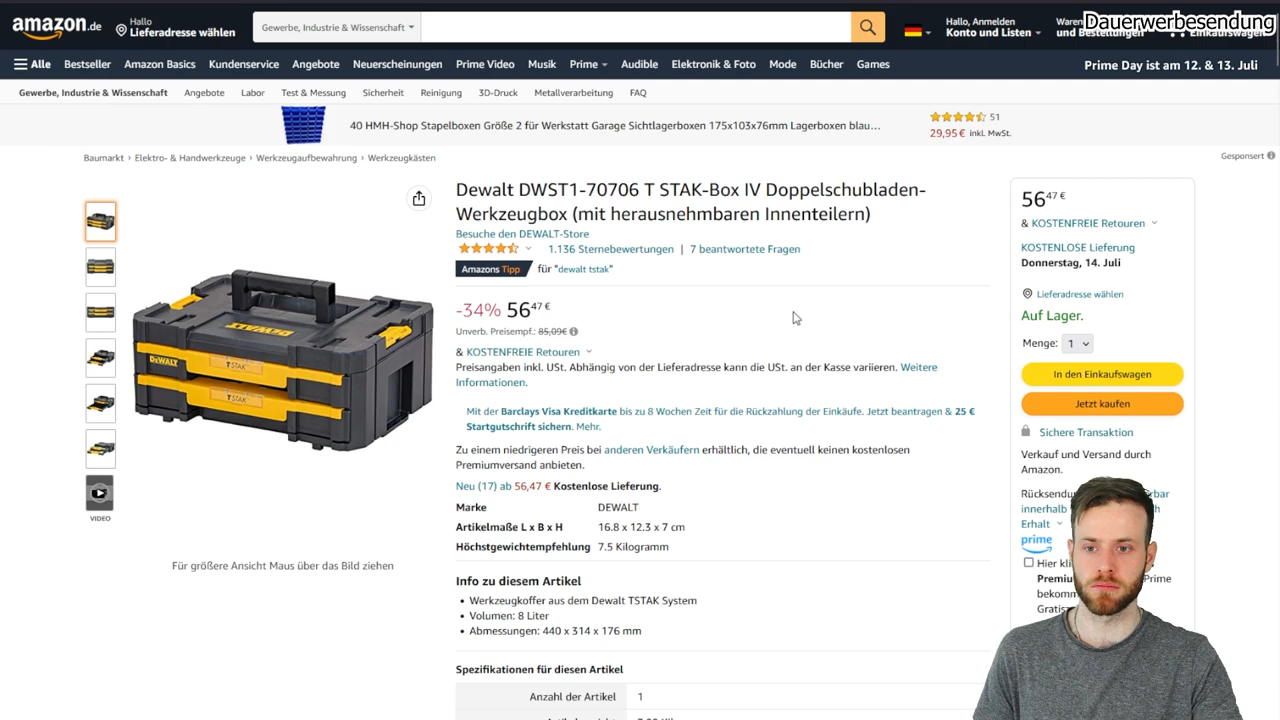 amazon.de
Hallo
Lieferadresse wählen
Gewerbe, Industrie & Wissenschaft
Hallo, Anmelden
Konto und Listen
Waren
und Bestellungen
Einkaufswagen
Dauerwerbesendung
Alle
Bestseller
Amazon Basics
Kundenservice
Angebote
Neuerscheinungen
Prime Video
Musik
Prime
Audible
Elektronik & Foto
Mode
Bücher
Games
Prime Day ist am 12. & 13. Juli
Gewerbe, Industrie & Wissenschaft
Angebote
Labor
Test & Messung
Sicherheit
Reinigung
3D-Druck
Metallverarbeitung
FAQ
40 HMH-Shop Stapelboxen Größe 2 für Werkstatt Garage Sichtlagerboxen 175x103x76mm Lagerboxen blau…
51
29,95 € inkl. MwSt.
Baumarkt › Elektro- & Handwerkzeuge › Werkzeugaufbewahrung › Werkzeugkästen
Gesponsert
VIDEO
DEWALT
DEWALT
TSTAK
TSTAK
Für größere Ansicht Maus über das Bild ziehen
Dewalt DWST1-70706 T STAK-Box IV Doppelschubladen-
Werkzeugbox (mit herausnehmbaren Innenteilern)
Besuche den DEWALT-Store
1.136 Sternebewertungen | 7 beantwortete Fragen
Amazons Tipp für "dewalt tstak"
-34% 56,47 €
Unverb. Preisempf.: 85,09€
& KOSTENFREIE Retouren
Preisangaben inkl. USt. Abhängig von der Lieferadresse kann die USt. an der Kasse variieren. Weitere
Informationen.
Mit der Barclays Visa Kreditkarte bis zu 8 Wochen Zeit für die Rückzahlung der Einkäufe. Jetzt beantragen & 25 €
Startgutschrift sichern. Mehr.
Zu einem niedrigeren Preis bei anderen Verkäufern erhältlich, die eventuell keinen kostenlosen
Premiumversand anbieten.
Neu (17) ab 56,47 € Kostenlose Lieferung.
Marke DEWALT
Artikelmaße L x B x H 16.8 x 12.3 x 7 cm
Höchstgewichtempfehlung 7.5 Kilogramm
Info zu diesem Artikel
• Werkzeugkoffer aus dem Dewalt TSTAK System
• Volumen: 8 Liter
• Abmessungen: 440 x 314 x 176 mm
Spezifikationen für diesen Artikel
Anzahl der Artikel 1
56 47 €
& KOSTENFREIE Retouren
KOSTENLOSE Lieferung
Donnerstag, 14. Juli
Lieferadresse wählen
Auf Lager.
Menge: 1
In den Einkaufswagen
Jetzt kaufen
Sichere Transaktion
Verkauf und Versand durch
Amazon.
innerhalb
Erhalt
prime
Hier
Prime